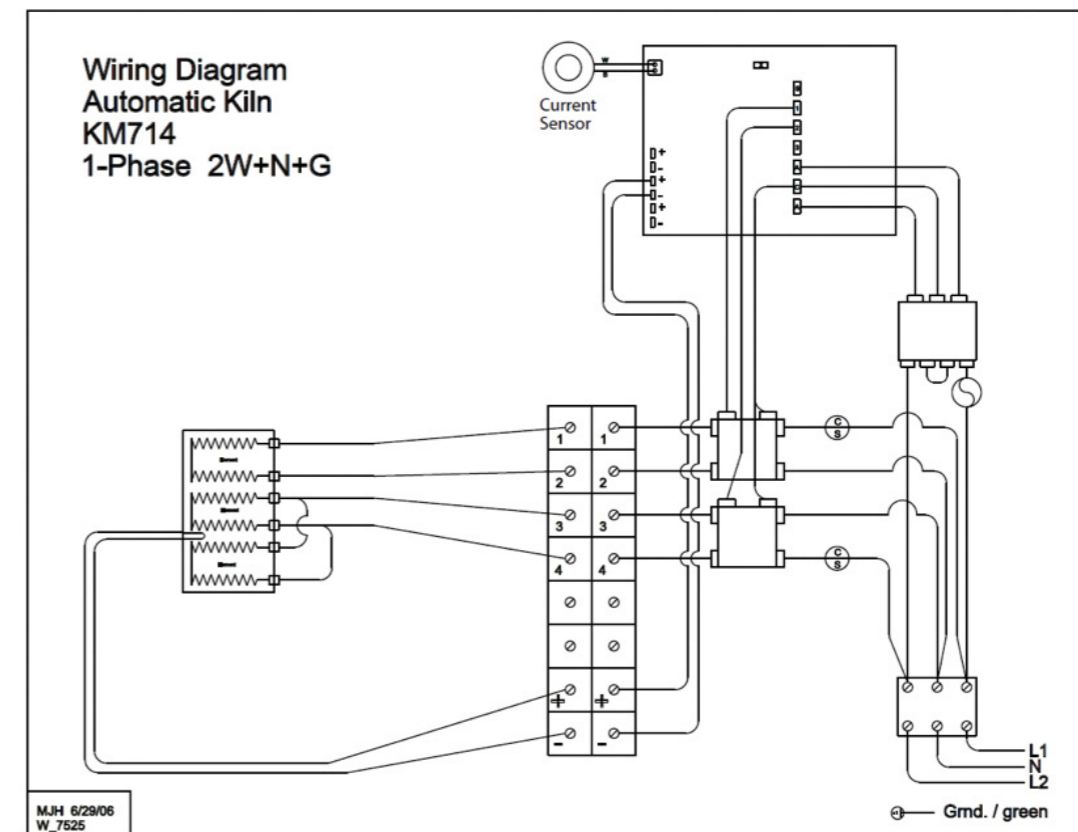 Wiring Diagram
Automatic Kiln
KM714
1-Phase 2W+N+G
Current
Sensor
W
+
-
+
-
+
-
1 1
2 2
3 3
4 4
+ +
- -
C
S
C
S
L1
N
L2
Grnd. / green
MJH 6/29/06
W_7525